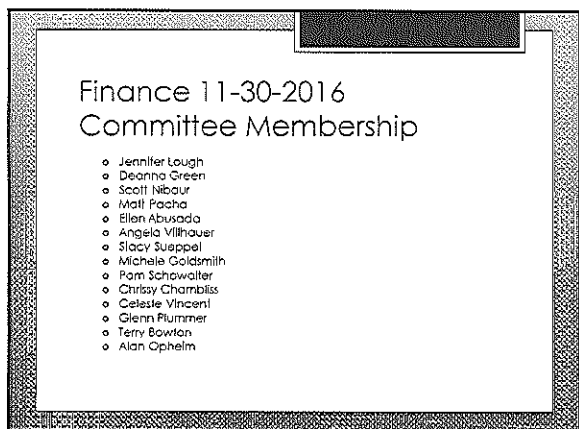 Finance 11-30-2016
Committee Membership
Jennifer Lough
Deanna Green
Scott Nibaur
Matt Pacha
Ellen Abusada
Angela Villhauer
Stacy Sueppel
Michele Goldsmith
Pam Schowalter
Chrissy Chambliss
Celeste Vincent
Glenn Plummer
Terry Bowton
Alan Opheim